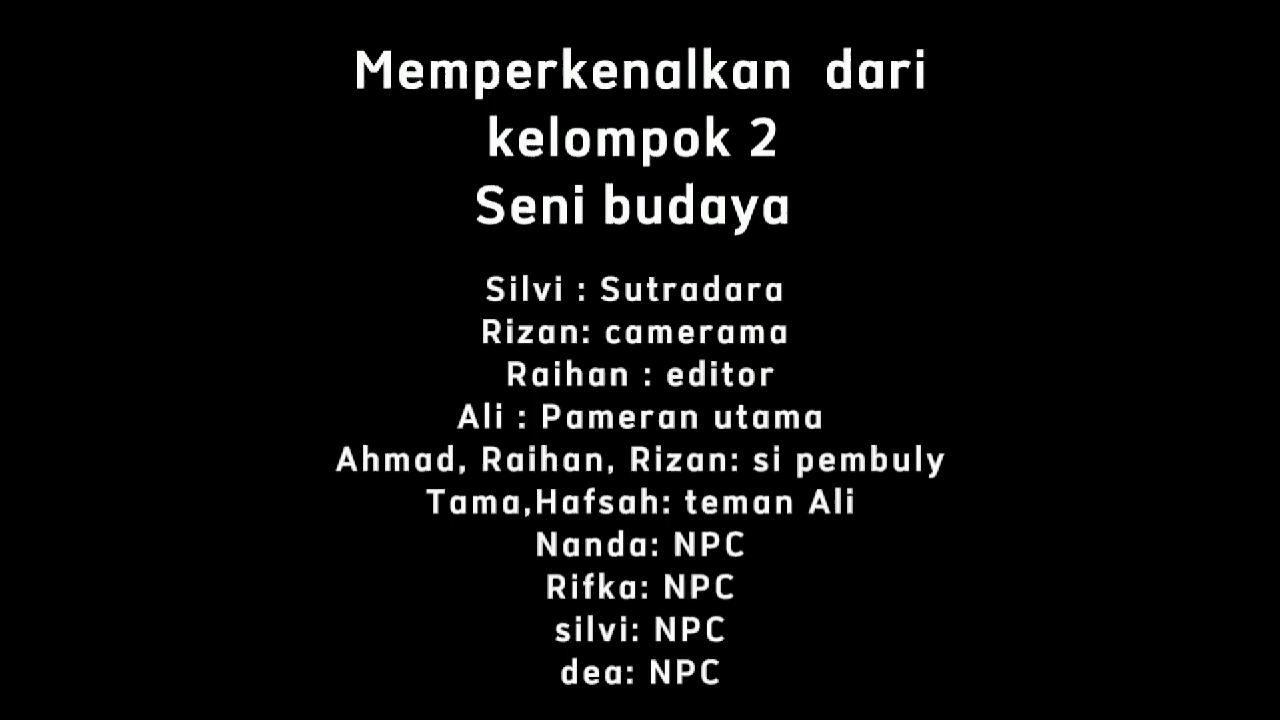 Memperkenalkan dari
kelompok 2
Seni budaya
Silvi : Sutradara
Rizan: camerama
Raihan : editor
Ali : Pameran utama
Ahmad, Raihan, Rizan: si pembuly
Tama,Hafsah: teman Ali
Nanda: NPC
Rifka: NPC
silvi: NPC
dea: NPC